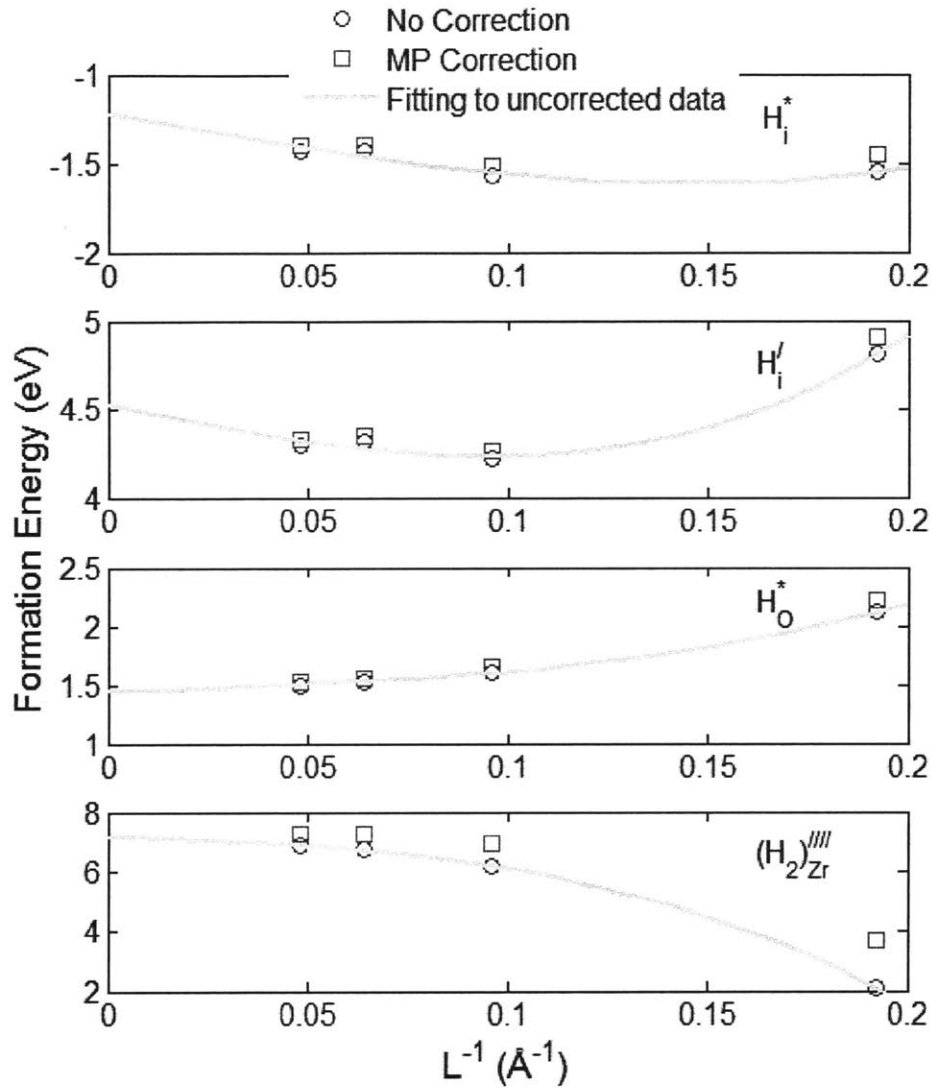 No Correction
MP Correction
Fitting to uncorrected data
Formation Energy (eV)
-1
-1.5
-2
0 0.05 0.1 0.15 0.2
H_i^*
5
4.5
4
0 0.05 0.1 0.15 0.2
H_i^/
2.5
2
1.5
1
0 0.05 0.1 0.15 0.2
H_O^*
8
6
4
2
0 0.05 0.1 0.15 0.2
(H_2)_{Zr}^{////}
L^{-1} (Å^{-1})